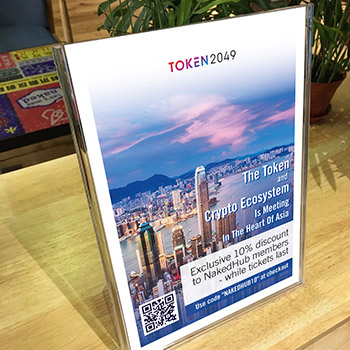 TOKEN2049
naked
The Token
and
Crypto Ecosystem
Is Meeting
In The Heart Of Asia
Exclusive 10% discount
to NakedHub members
- while tickets last
Use code "NAKEDHUB10" at checkout